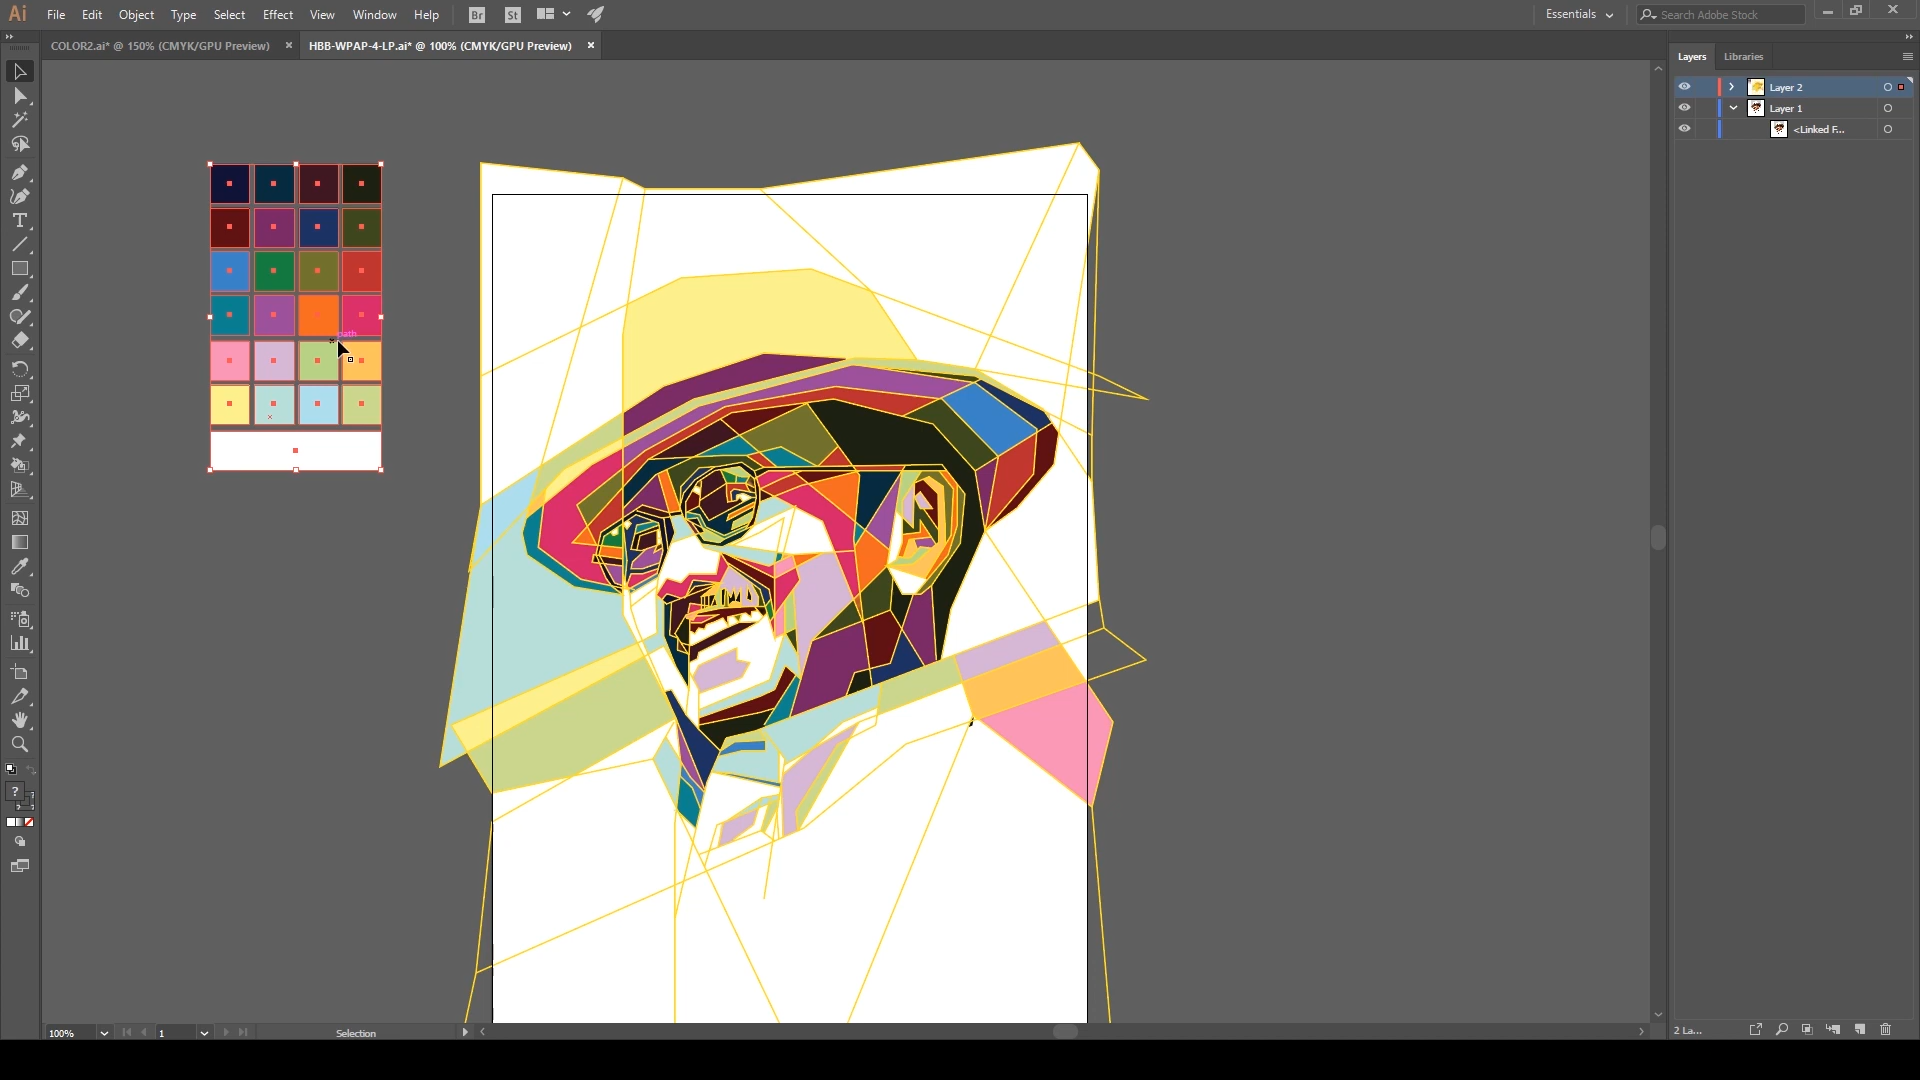 Ai File Edit Object Type Select Effect View Window Help Br St Essentials Search Adobe Stock
COLOR2.ai* @ 150% (CMYK/GPU Preview) × HBB-WPAP-4-LP.ai* @ 100% (CMYK/GPU Preview) ×
Layers Libraries
Layer 2
Layer 1
<Linked F...
path
?
100% 1 Selection
2 La...